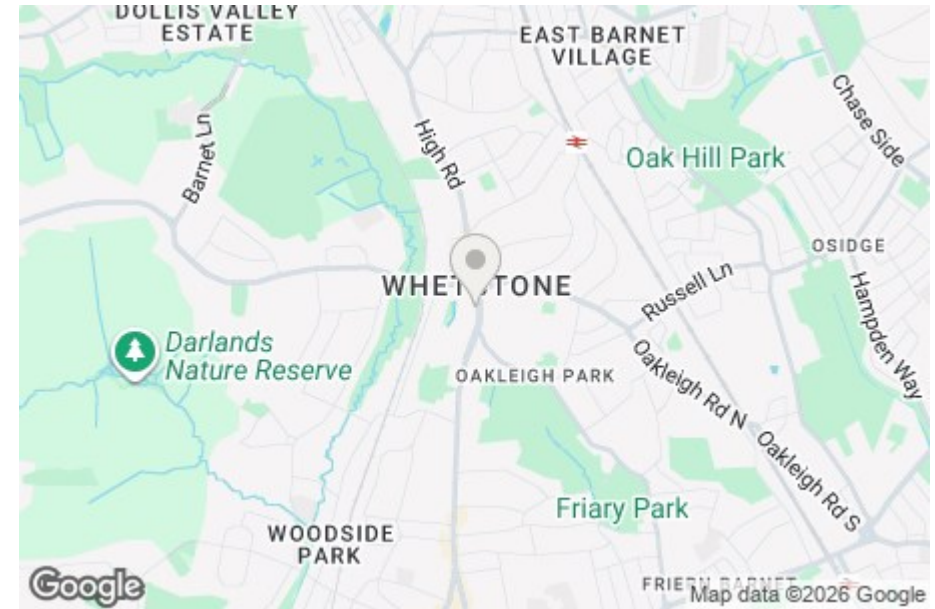 DOLLIS VALLEY
ESTATE
EAST BARNET
VILLAGE
Chase Side
Barnet Ln
High Rd
Oak Hill Park
OSIDGE
WHETSTONE
Russell Ln
Hampden Way
Darlands
Nature Reserve
OAKLEIGH PARK
Oakleigh Rd N
Oakleigh Rd S
Friary Park
WOODSIDE
PARK
FRIERN BARNET
Google
Map data ©2026 Google